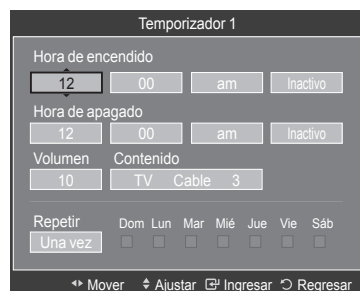 Temporizador 1
Hora de encendido
12 00 am Inactivo
Hora de apagado
12 00 am Inactivo
Volumen Contenido
10 TV Cable 3
Repetir Dom Lun Mar Mié Jue Vie Sáb
Una vez
Mover Ajustar Ingresar Regresar